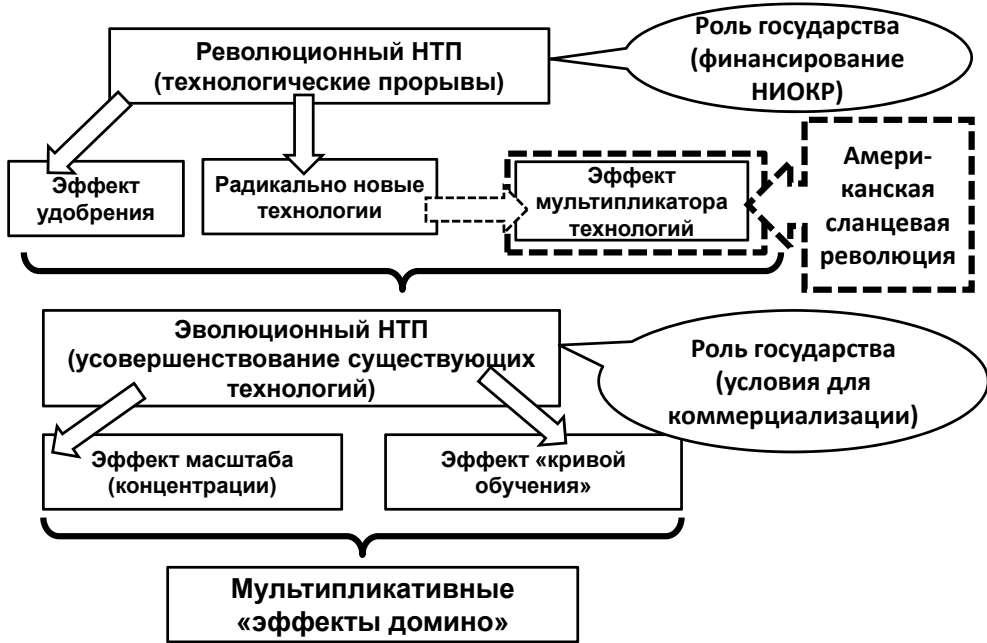 Революционный НТП
(технологические прорывы)
Роль государства
(финансирование
НИОКР)
Эффект
удобрения
Радикально новые
технологии
Эффект
мультипликатора
технологий
Амери-
канская
сланцевая
революция
Эволюционный НТП
(усовершенствование существующих
технологий)
Роль государства
(условия для
коммерциализации)
Эффект масштаба
(концентрации)
Эффект «кривой
обучения»
Мультипликативные
«эффекты домино»